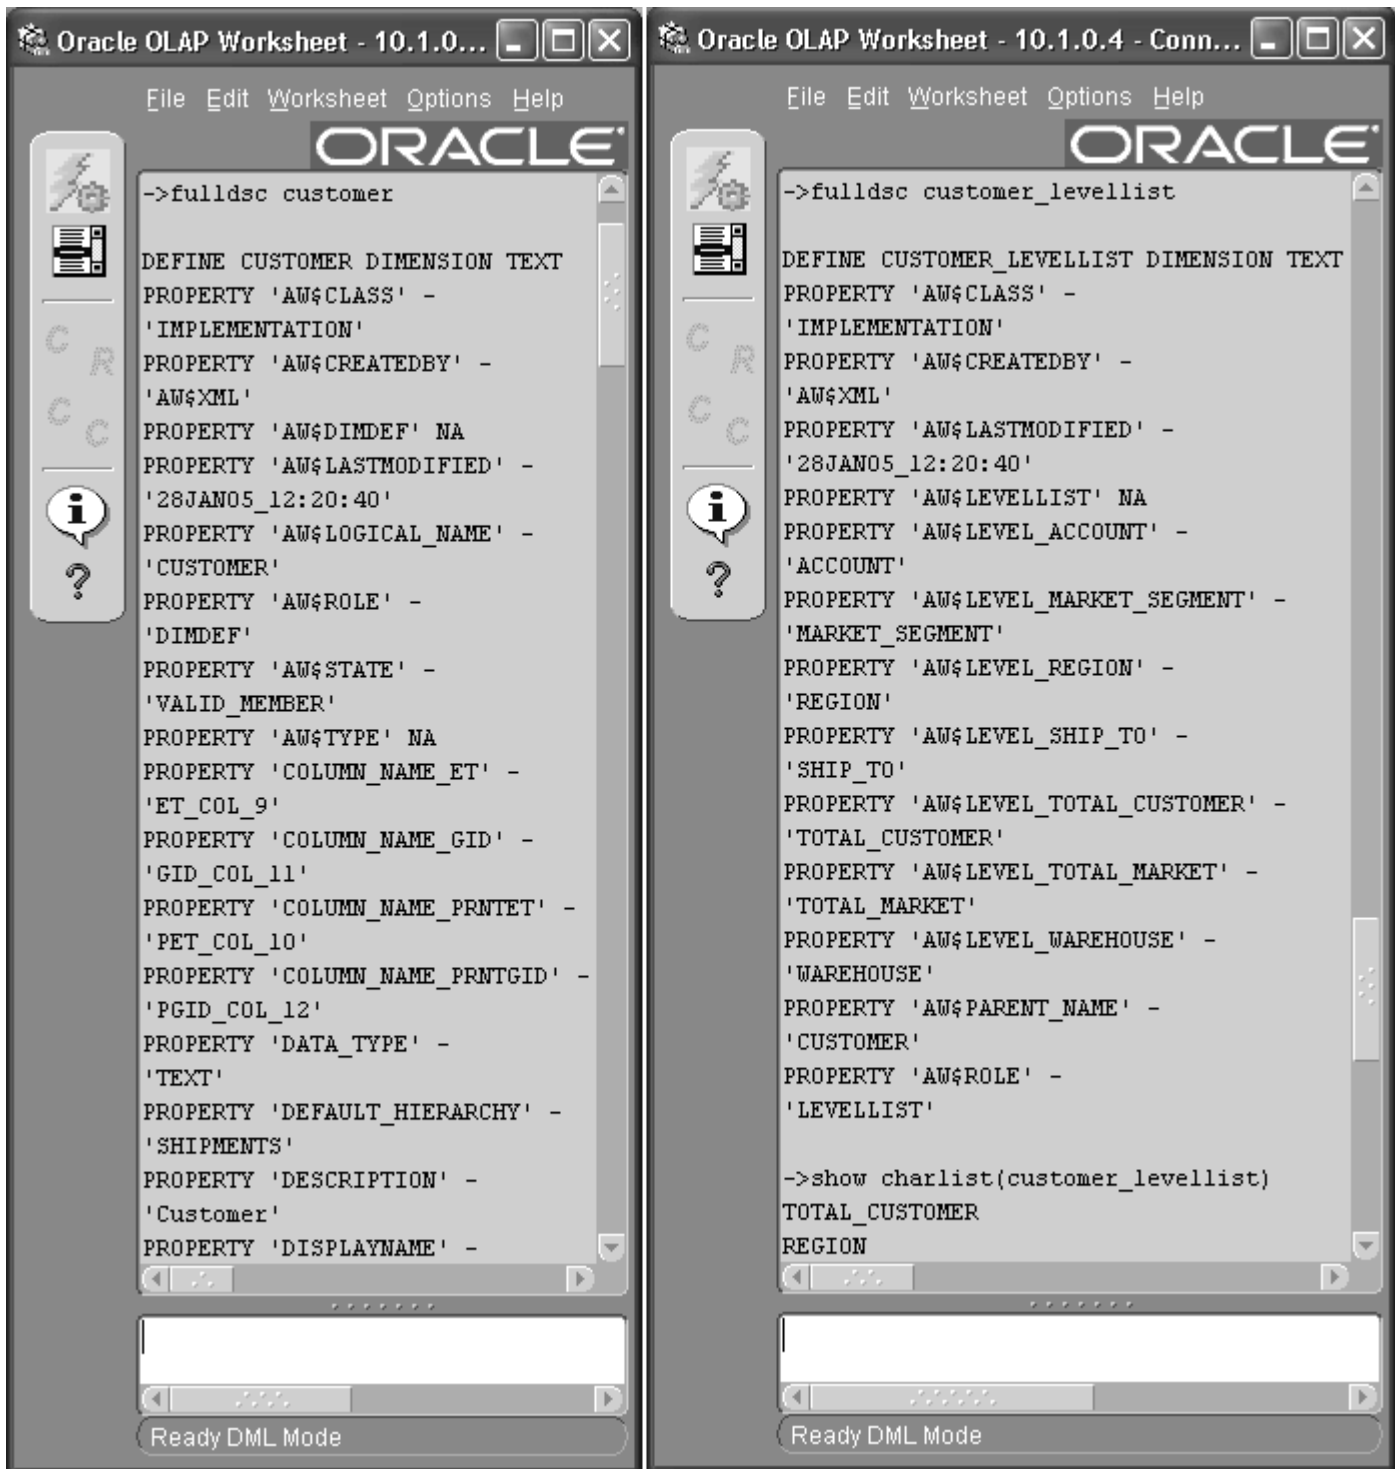 Oracle OLAP Worksheet - 10.1.0...
File Edit Worksheet Options Help
ORACLE
->fulldsc customer
DEFINE CUSTOMER DIMENSION TEXT
PROPERTY 'AW$CLASS' -
'IMPLEMENTATION'
PROPERTY 'AW$CREATEDBY' -
'AW$XML'
PROPERTY 'AW$DIMDEF' NA
PROPERTY 'AW$LASTMODIFIED' -
'28JAN05_12:20:40'
PROPERTY 'AW$LOGICAL_NAME' -
'CUSTOMER'
PROPERTY 'AW$ROLE' -
'DIMDEF'
PROPERTY 'AW$STATE' -
'VALID_MEMBER'
PROPERTY 'AW$TYPE' NA
PROPERTY 'COLUMN_NAME_ET' -
'ET_COL_9'
PROPERTY 'COLUMN_NAME_GID' -
'GID_COL_11'
PROPERTY 'COLUMN_NAME_PRNTET' -
'PET_COL_10'
PROPERTY 'COLUMN_NAME_PRNTGID' -
'PGID_COL_12'
PROPERTY 'DATA_TYPE' -
'TEXT'
PROPERTY 'DEFAULT_HIERARCHY' -
'SHIPMENTS'
PROPERTY 'DESCRIPTION' -
'Customer'
PROPERTY 'DISPLAYNAME' -
C R
C C
i
?
Ready DML Mode
Oracle OLAP Worksheet - 10.1.0.4 - Conn...
File Edit Worksheet Options Help
ORACLE
->fulldsc customer_levellist
DEFINE CUSTOMER_LEVELLIST DIMENSION TEXT
PROPERTY 'AW$CLASS' -
'IMPLEMENTATION'
PROPERTY 'AW$CREATEDBY' -
'AW$XML'
PROPERTY 'AW$LASTMODIFIED' -
'28JAN05_12:20:40'
PROPERTY 'AW$LEVELLIST' NA
PROPERTY 'AW$LEVEL_ACCOUNT' -
'ACCOUNT'
PROPERTY 'AW$LEVEL_MARKET_SEGMENT' -
'MARKET_SEGMENT'
PROPERTY 'AW$LEVEL_REGION' -
'REGION'
PROPERTY 'AW$LEVEL_SHIP_TO' -
'SHIP_TO'
PROPERTY 'AW$LEVEL_TOTAL_CUSTOMER' -
'TOTAL_CUSTOMER'
PROPERTY 'AW$LEVEL_TOTAL_MARKET' -
'TOTAL_MARKET'
PROPERTY 'AW$LEVEL_WAREHOUSE' -
'WAREHOUSE'
PROPERTY 'AW$PARENT_NAME' -
'CUSTOMER'
PROPERTY 'AW$ROLE' -
'LEVELLIST'
->show charlist(customer_levellist)
TOTAL_CUSTOMER
REGION
C R
C C
i
?
Ready DML Mode